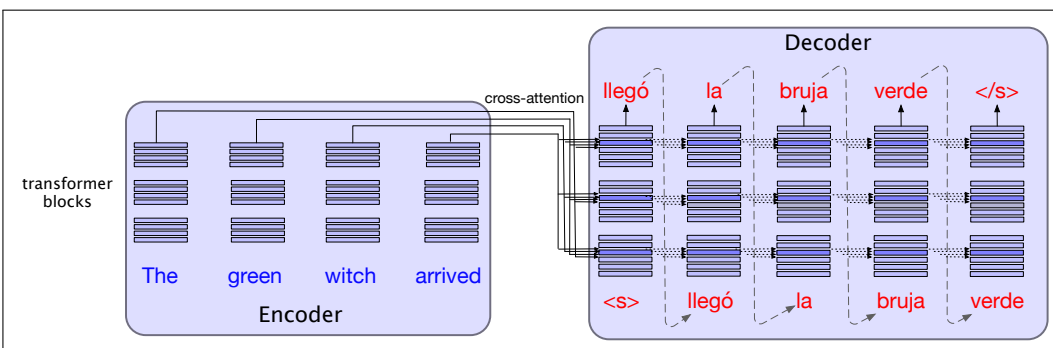 Decoder
llegó la bruja verde </s>
cross-attention
transformer
blocks
The green witch arrived
<s> llegó la bruja verde
Encoder